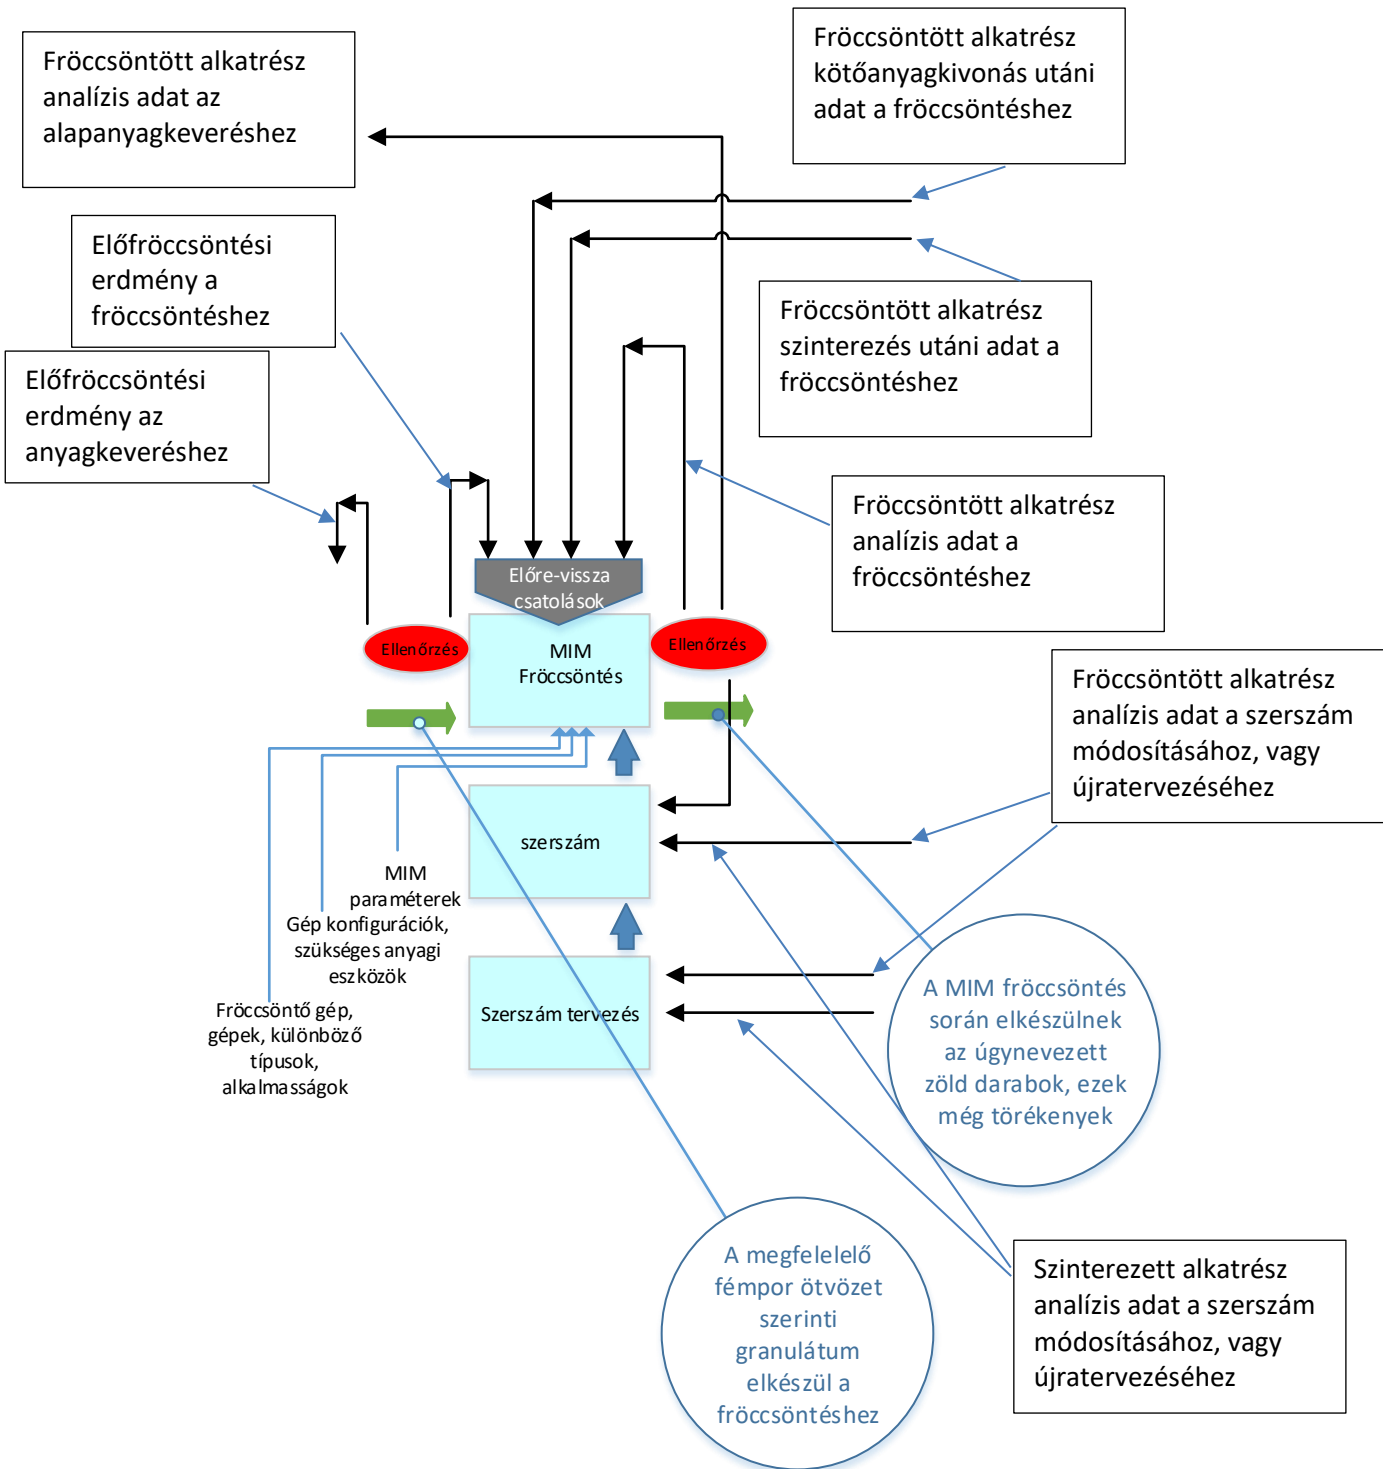 Fröccsöntött alkatrész
analízis adat az
alapanyagkeveréshez
Fröccsöntött alkatrész
kötőanyagkivonás utáni
adat a fröccsöntéshez
Előfröccsöntési
erdmény a
fröccsöntéshez
Fröccsöntött alkatrész
szinterezés utáni adat a
fröccsöntéshez
Előfröccsöntési
erdmény az
anyagkeveréshez
Fröccsöntött alkatrész
analízis adat a
fröccsöntéshez
Előre-vissza
csatolások
Ellenőrzés
MIM
Fröccsöntés
Ellenőrzés
Fröccsöntött alkatrész
analízis adat a szerszám
módosításához, vagy
újratervezéséhez
szerszám
MIM
paraméterek
Gép konfigurációk,
szükséges anyagi
eszközök
Fröccsöntő gép,
gépek, különböző
típusok,
alkalmasságok
Szerszám tervezés
A MIM fröccsöntés
során elkészülnek
az úgynevezett
zöld darabok, ezek
még törékenyek
A megfelelelő
fémpor ötvözet
szerinti
granulátum
elkészül a
fröccsöntéshez
Szinterezett alkatrész
analízis adat a szerszám
módosításához, vagy
újratervezéséhez